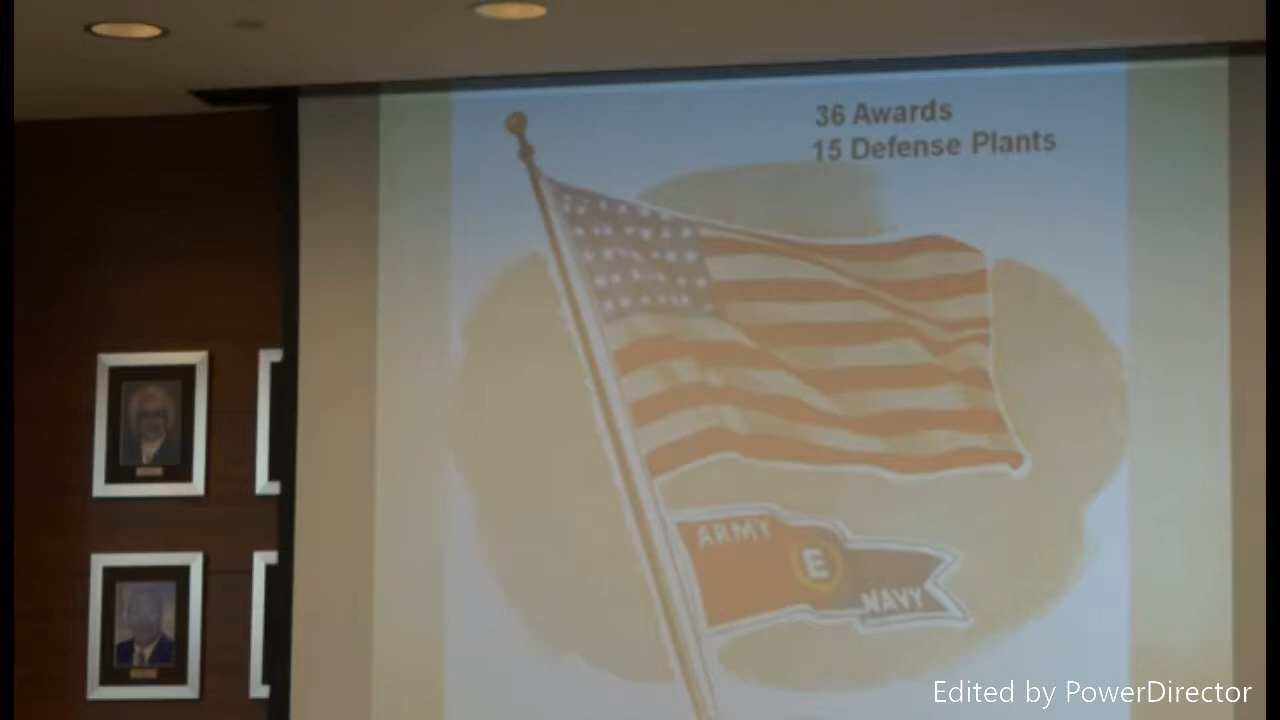 36 Awards
15 Defense Plants
ARMY
E
NAVY
Edited by PowerDirector